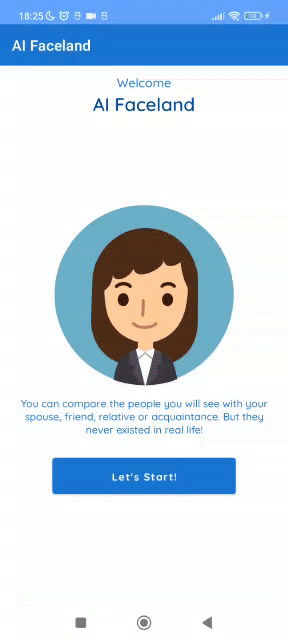 18:25
AI Faceland
Welcome
AI Faceland
You can compare the people you will see with your
spouse, friend, relative or acquaintance. But they
never existed in real life!
Let's Start!